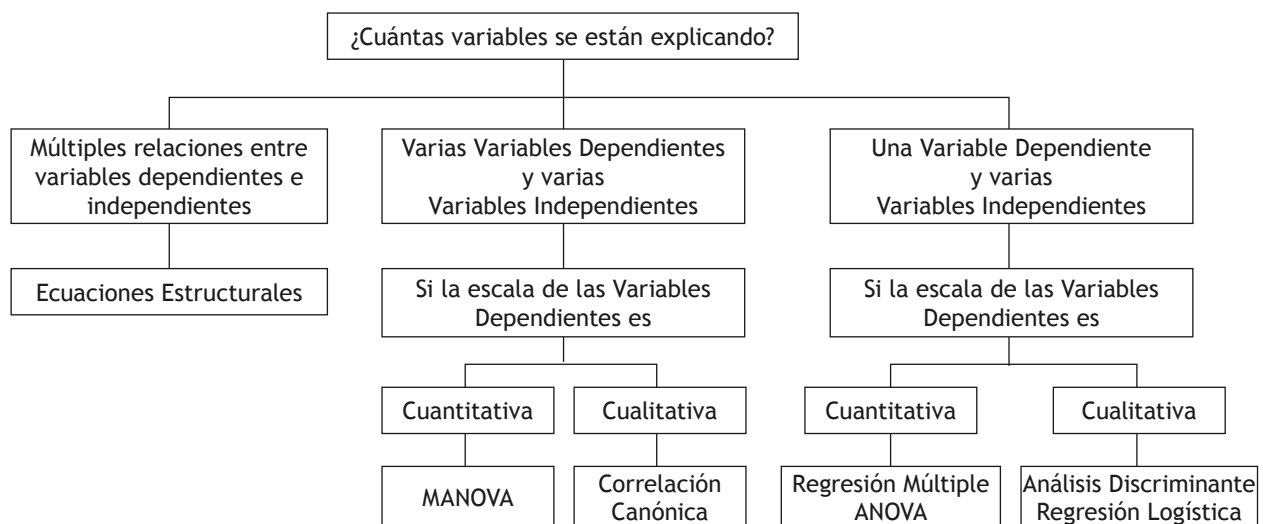 ¿Cuántas variables se están explicando?
Múltiples relaciones entre
variables dependientes e
independientes
Varias Variables Dependientes
y varias
Variables Independientes
Una Variable Dependiente
y varias
Variables Independientes
Ecuaciones Estructurales
Si la escala de las Variables
Dependientes es
Si la escala de las Variables
Dependientes es
Cuantitativa
Cualitativa
Cuantitativa
Cualitativa
MANOVA
Correlación
Canónica
Regresión Múltiple
ANOVA
Análisis Discriminante
Regresión Logística